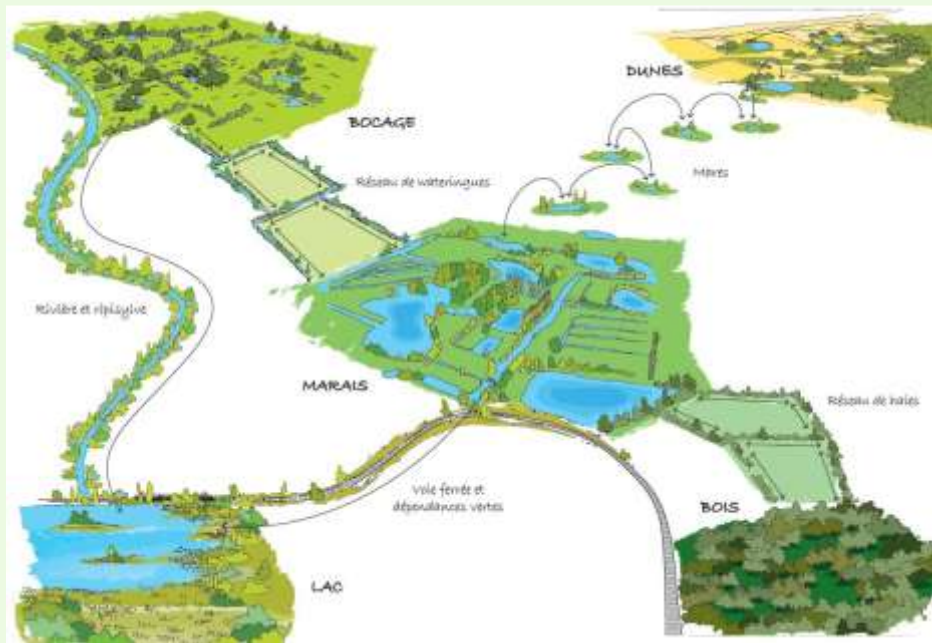 DUNES
BOCAGE
Réseau de wateringues
Mares
Rivière et ripisylve
MARAIS
Réseau de haies
Voie ferrée et
dépendances vertes
BOIS
LAC